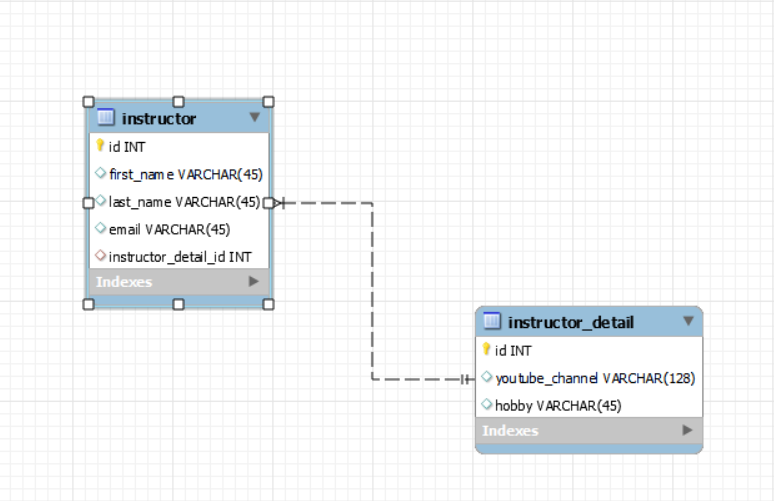 instructor
id INT
first_name VARCHAR(45)
last_name VARCHAR(45)
email VARCHAR(45)
instructor_detail_id INT
Indexes
instructor_detail
id INT
youtube_channel VARCHAR(128)
hobby VARCHAR(45)
Indexes